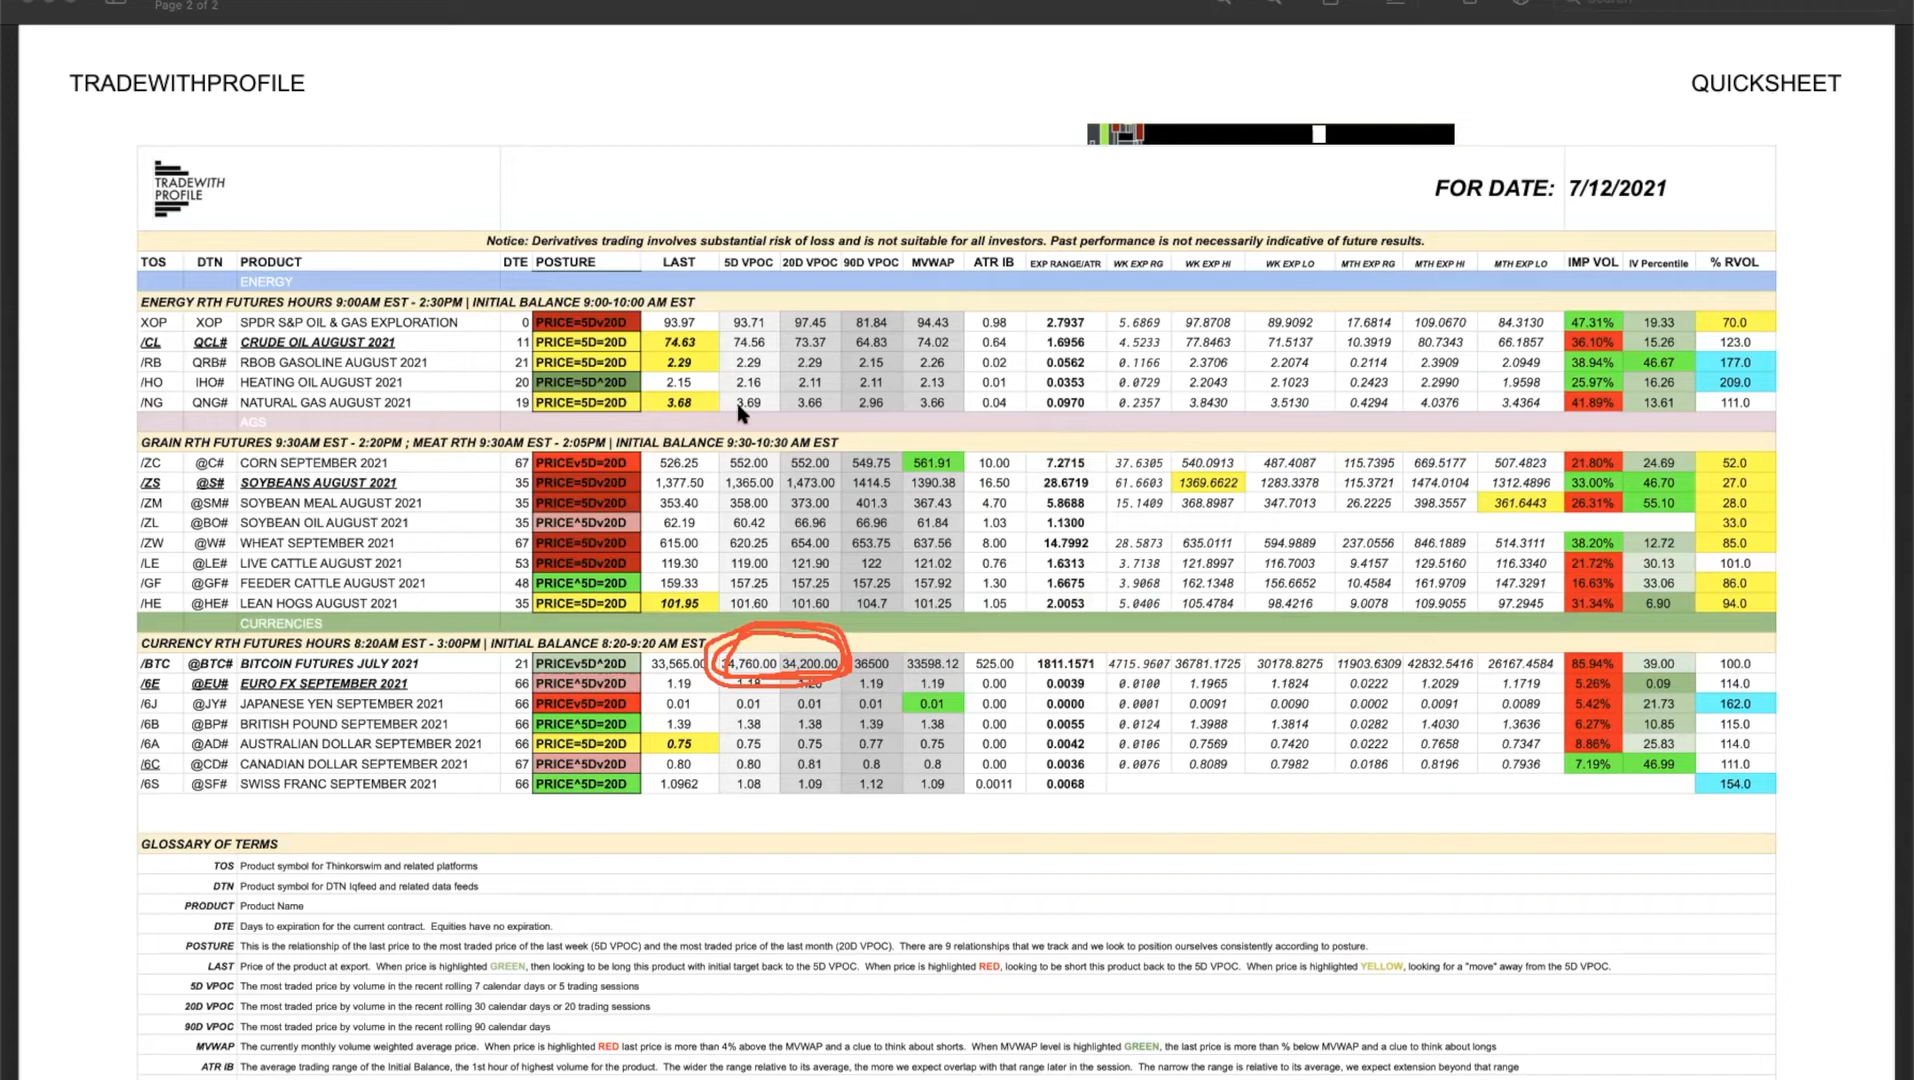 Page 2 of 2
TRADEWITHPROFILE QUICKSHEET
TRADEWITH
PROFILE
FOR DATE: 7/12/2021
Notice: Derivatives trading involves substantial risk of loss and is not suitable for all investors. Past performance is not necessarily indicative of future results.
TOS DTN PRODUCT DTE POSTURE LAST 5D VPOC 20D VPOC 90D VPOC MVWAP ATR IB EXP RANGE/ATR WK EXP RG WK EXP HI WK EXP LO MTH EXP RG MTH EXP HI MTH EXP LO IMP VOL IV Percentile % RVOL
ENERGY
ENERGY RTH FUTURES HOURS 9:00AM EST - 2:30PM | INITIAL BALANCE 9:00-10:00 AM EST
XOP XOP SPDR S&P OIL & GAS EXPLORATION 0 PRICE=5Dv20D 93.97 93.71 97.45 81.84 94.43 0.98 2.7937 5.6869 97.8708 89.9092 17.6814 109.0670 84.3130 47.31% 19.33 70.0
/CL QCL# CRUDE OIL AUGUST 2021 11 PRICE=5D=20D 74.63 74.56 73.37 64.83 74.02 0.64 1.6956 4.5233 77.8463 71.5137 10.3919 80.7343 66.1857 36.10% 15.26 123.0
/RB QRB# RBOB GASOLINE AUGUST 2021 21 PRICE=5D=20D 2.29 2.29 2.29 2.15 2.26 0.02 0.0562 0.1166 2.3706 2.2074 0.2114 2.3909 2.0949 38.94% 46.67 177.0
/HO IHO# HEATING OIL AUGUST 2021 20 PRICE=5D^20D 2.15 2.16 2.11 2.11 2.13 0.01 0.0353 0.0729 2.2043 2.1023 0.2423 2.2990 1.9598 25.97% 16.26 209.0
/NG QNG# NATURAL GAS AUGUST 2021 19 PRICE=5D=20D 3.68 3.69 3.66 2.96 3.66 0.04 0.0970 0.2357 3.8430 3.5130 0.4294 4.0376 3.4364 41.89% 13.61 111.0
AGS
GRAIN RTH FUTURES 9:30AM EST - 2:20PM ; MEAT RTH 9:30AM EST - 2:05PM | INITIAL BALANCE 9:30-10:30 AM EST
/ZC @C# CORN SEPTEMBER 2021 67 PRICEv5D=20D 526.25 552.00 552.00 549.75 561.91 10.00 7.2715 37.6305 540.0913 487.4087 115.7395 669.5177 507.4823 21.80% 24.69 52.0
/ZS @S# SOYBEANS AUGUST 2021 35 PRICE=5Dv20D 1,377.50 1,365.00 1,473.00 1414.5 1390.38 16.50 28.6719 61.6603 1369.6622 1283.3378 115.3721 1474.0104 1312.4896 33.00% 46.70 27.0
/ZM @SM# SOYBEAN MEAL AUGUST 2021 35 PRICE=5Dv20D 353.40 358.00 373.00 401.3 367.43 4.70 5.8688 15.1409 368.8987 347.7013 26.2225 398.3557 361.6443 26.31% 55.10 28.0
/ZL @BO# SOYBEAN OIL AUGUST 2021 35 PRICE^5Dv20D 62.19 60.42 66.96 66.96 61.84 1.03 1.1300 33.0
/ZW @W# WHEAT SEPTEMBER 2021 67 PRICE=5Dv20D 615.00 620.25 654.00 653.75 637.56 8.00 14.7992 28.5873 635.0111 594.9889 237.0556 846.1889 514.3111 38.20% 12.72 85.0
/LE @LE# LIVE CATTLE AUGUST 2021 53 PRICE=5Dv20D 119.30 119.00 121.90 122 121.02 0.76 1.6313 3.7138 121.8997 116.7003 9.4157 129.5160 116.3340 21.72% 30.13 101.0
/GF @GF# FEEDER CATTLE AUGUST 2021 48 PRICE^5D=20D 159.33 157.25 157.25 157.25 157.92 1.30 1.6675 3.9068 162.1348 156.6652 10.4584 161.9709 147.3291 16.63% 33.06 86.0
/HE @HE# LEAN HOGS AUGUST 2021 35 PRICE=5D=20D 101.95 101.60 101.60 104.7 101.25 1.05 2.0053 5.0406 105.4784 98.4216 9.0078 109.9055 97.2945 31.34% 6.90 94.0
CURRENCIES
CURRENCY RTH FUTURES HOURS 8:20AM EST - 3:00PM | INITIAL BALANCE 8:20-9:20 AM EST
/BTC @BTC# BITCOIN FUTURES JULY 2021 21 PRICEv5D^20D 33,565.00 34,760.00 34,200.00 36500 33598.12 525.00 1811.1571 4715.9607 36781.1725 30178.8275 11903.6309 42832.5416 26167.4584 85.94% 39.00 100.0
/6E @EU# EURO FX SEPTEMBER 2021 66 PRICE^5Dv20D 1.19 1.18 1.20 1.19 1.19 0.00 0.0039 0.0100 1.1965 1.1824 0.0222 1.2029 1.1719 5.26% 0.09 114.0
/6J @JY# JAPANESE YEN SEPTEMBER 2021 66 PRICEv5D=20D 0.01 0.01 0.01 0.01 0.01 0.00 0.0000 0.0001 0.0091 0.0090 0.0002 0.0091 0.0089 5.42% 21.73 162.0
/6B @BP# BRITISH POUND SEPTEMBER 2021 66 PRICE^5D=20D 1.39 1.38 1.38 1.39 1.38 0.00 0.0055 0.0124 1.3988 1.3814 0.0282 1.4030 1.3636 6.27% 10.85 115.0
/6A @AD# AUSTRALIAN DOLLAR SEPTEMBER 2021 66 PRICE=5D=20D 0.75 0.75 0.75 0.77 0.75 0.00 0.0042 0.0106 0.7569 0.7420 0.0222 0.7658 0.7347 8.86% 25.83 114.0
/6C @CD# CANADIAN DOLLAR SEPTEMBER 2021 67 PRICE^5Dv20D 0.80 0.80 0.81 0.8 0.8 0.00 0.0036 0.0076 0.8089 0.7982 0.0186 0.8196 0.7936 7.19% 46.99 111.0
/6S @SF# SWISS FRANC SEPTEMBER 2021 66 PRICE^5D=20D 1.0962 1.08 1.09 1.12 1.09 0.0011 0.0068 154.0
GLOSSARY OF TERMS
TOS Product symbol for Thinkorswim and related platforms
DTN Product symbol for DTN Iqfeed and related data feeds
PRODUCT Product Name
DTE Days to expiration for the current contract. Equities have no expiration.
POSTURE This is the relationship of the last price to the most traded price of the last week (5D VPOC) and the most traded price of the last month (20D VPOC). There are 9 relationships that we track and we look to position ourselves consistently according to posture.
LAST Price of the product at export. When price is highlighted GREEN, then looking to be long this product with initial target back to the 5D VPOC. When price is highlighted RED, looking to be short this product back to the 5D VPOC. When price is highlighted YELLOW, looking for a "move" away from the 5D VPOC.
5D VPOC The most traded price by volume in the recent rolling 7 calendar days or 5 trading sessions
20D VPOC The most traded price by volume in the recent rolling 30 calendar days or 20 trading sessions
90D VPOC The most traded price by volume in the recent rolling 90 calendar days
MVWAP The currently monthly volume weighted average price. When price is highlighted RED last price is more than 4% above the MVWAP and a clue to think about shorts. When MVWAP level is highlighted GREEN, the last price is more than % below MVWAP and a clue to think about longs
ATR IB The average trading range of the Initial Balance, the 1st hour of highest volume for the product. The wider the range relative to its average, the more we expect overlap with that range later in the session. The narrow the range is relative to its average, we expect extension beyond that range